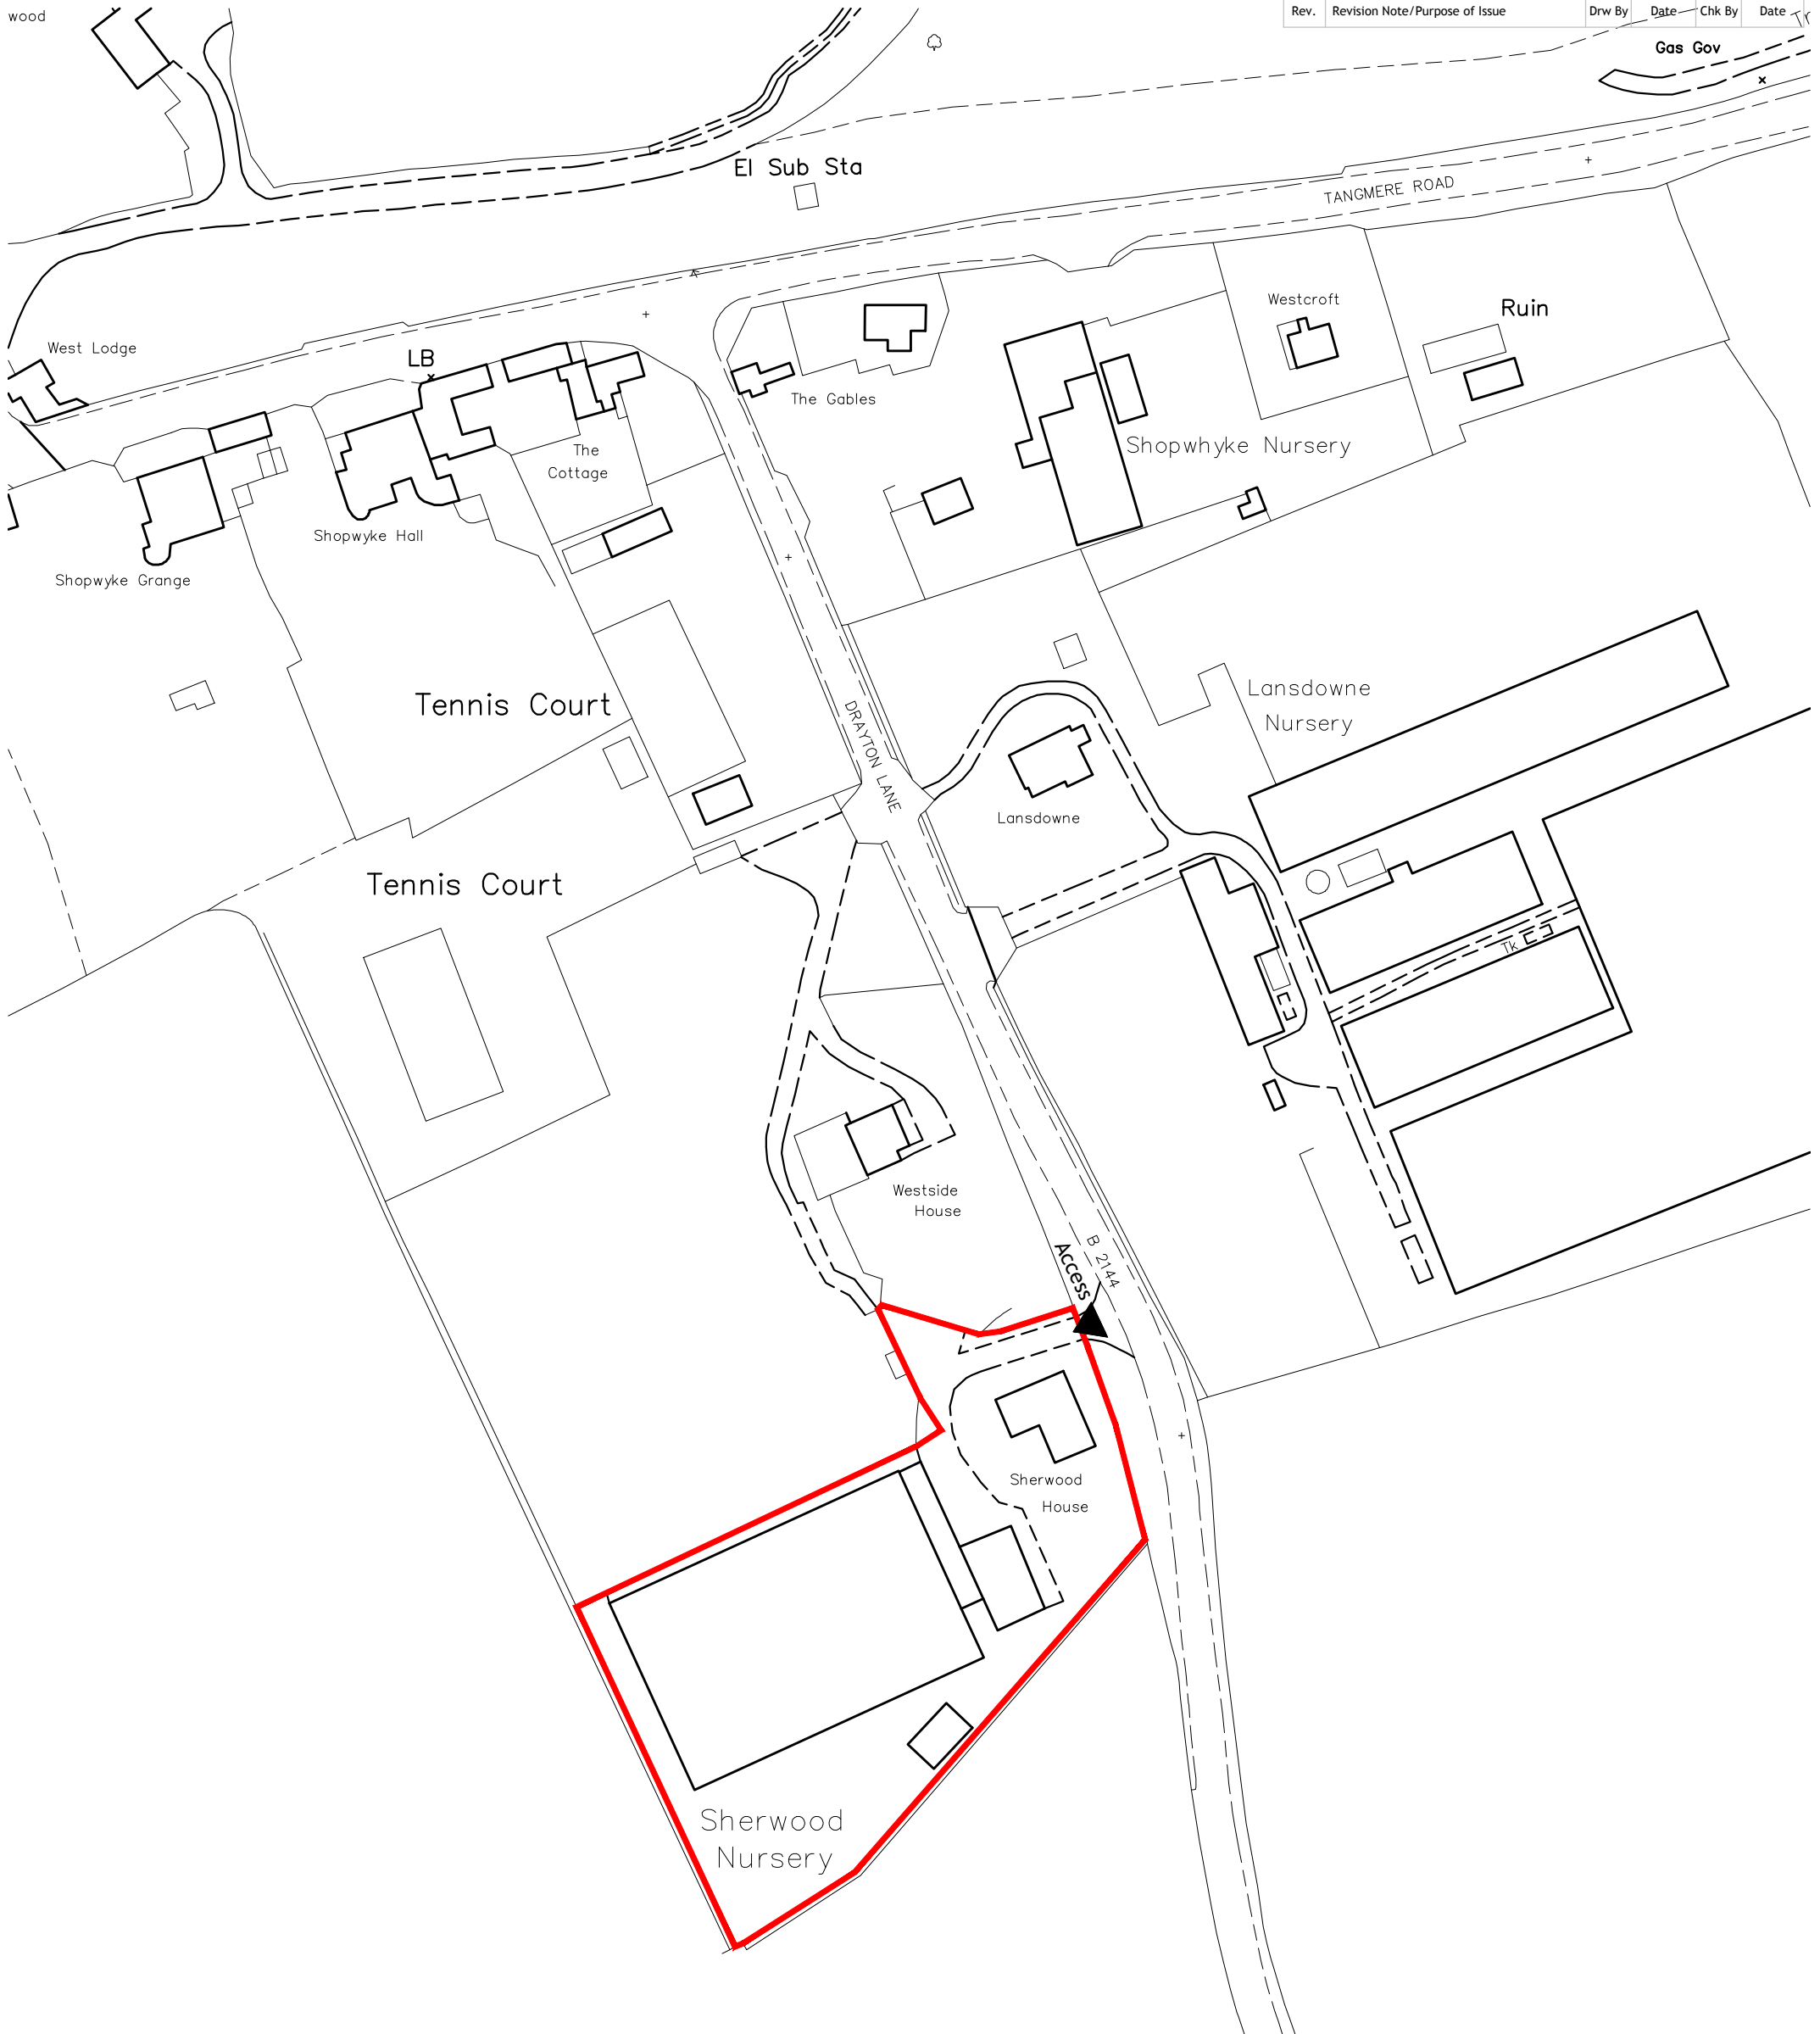 wood
Rev. Revision Note/Purpose of Issue Drw By Date Chk By Date
Gas Gov
El Sub Sta
TANGMERE ROAD
Westcroft
Ruin
West Lodge
LB
The Gables
The
Cottage
Shopwhyke Nursery
Shopwyke Hall
Shopwyke Grange
Tennis Court
Lansdowne
Nursery
DRAYTON LANE
Lansdowne
Tennis Court
Tk
Westside
House
B 2144
Access
Sherwood
House
Sherwood
Nursery